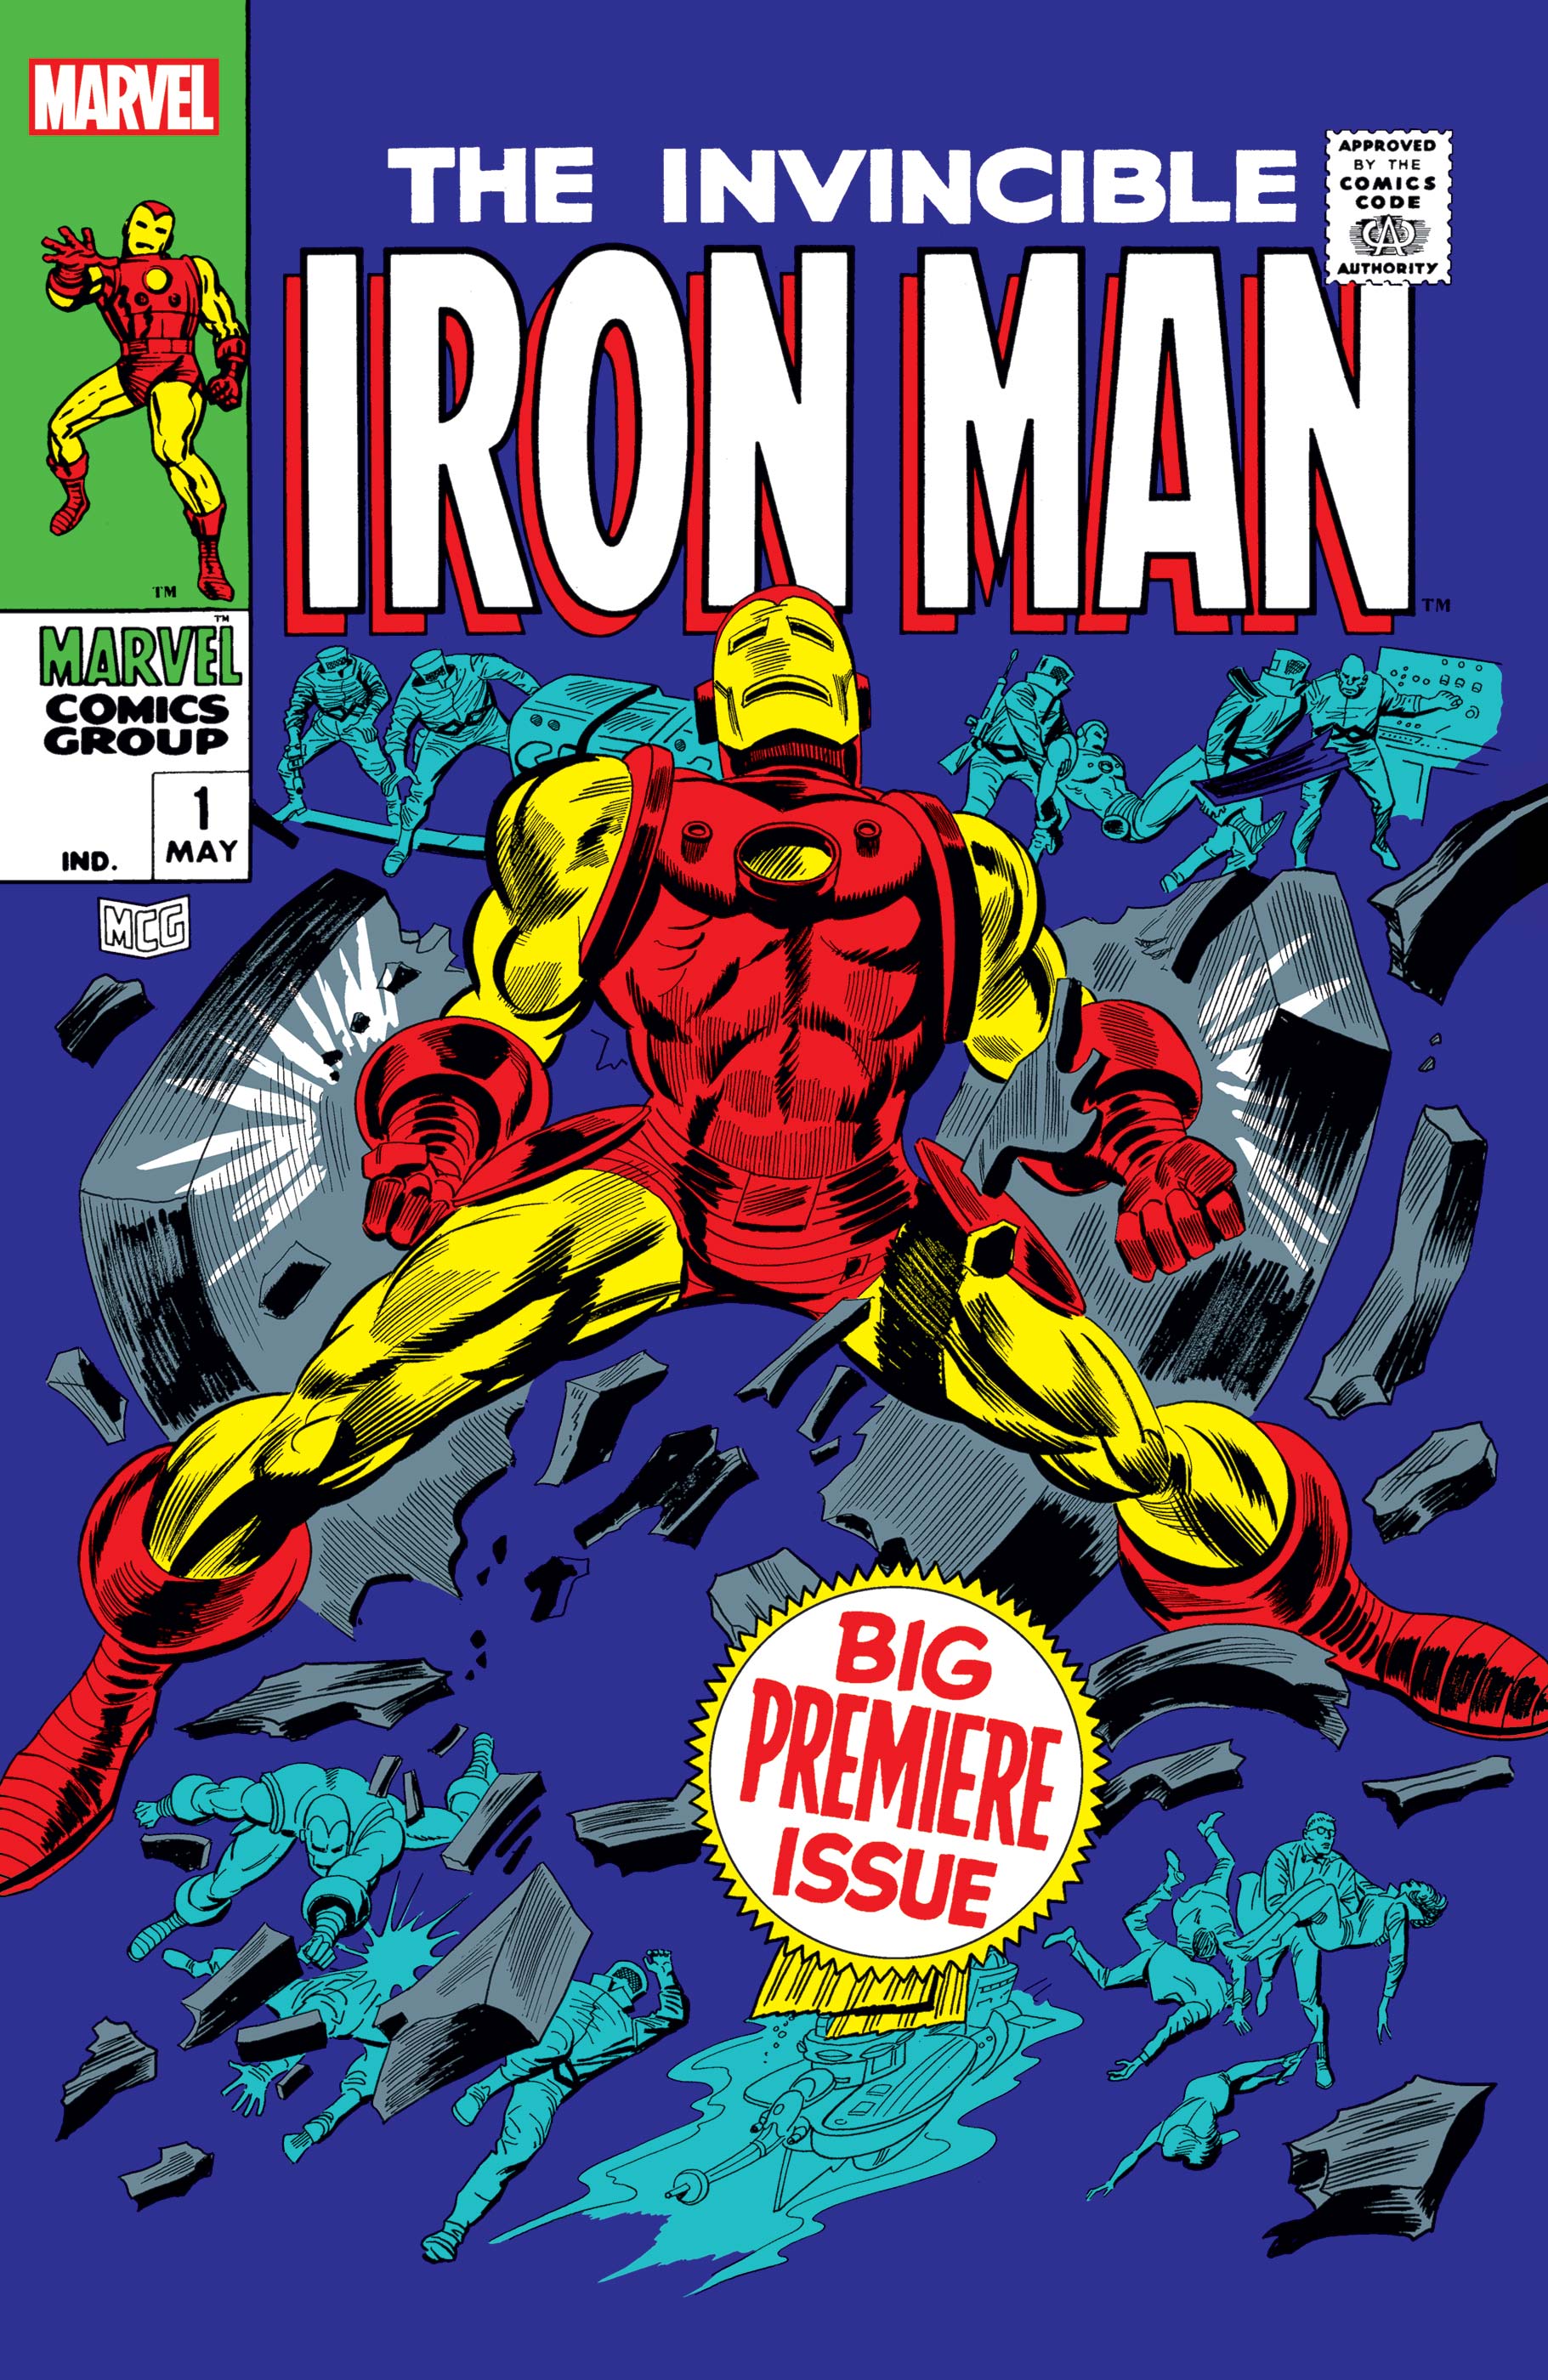 MARVEL
THE INVINCIBLE
IRON MAN
TM
APPROVED
BY THE
COMICS
CODE
CA
AUTHORITY
TM
TM
MARVEL
COMICS
GROUP
1
IND.
MAY
MCG
BIG
PREMIERE
ISSUE